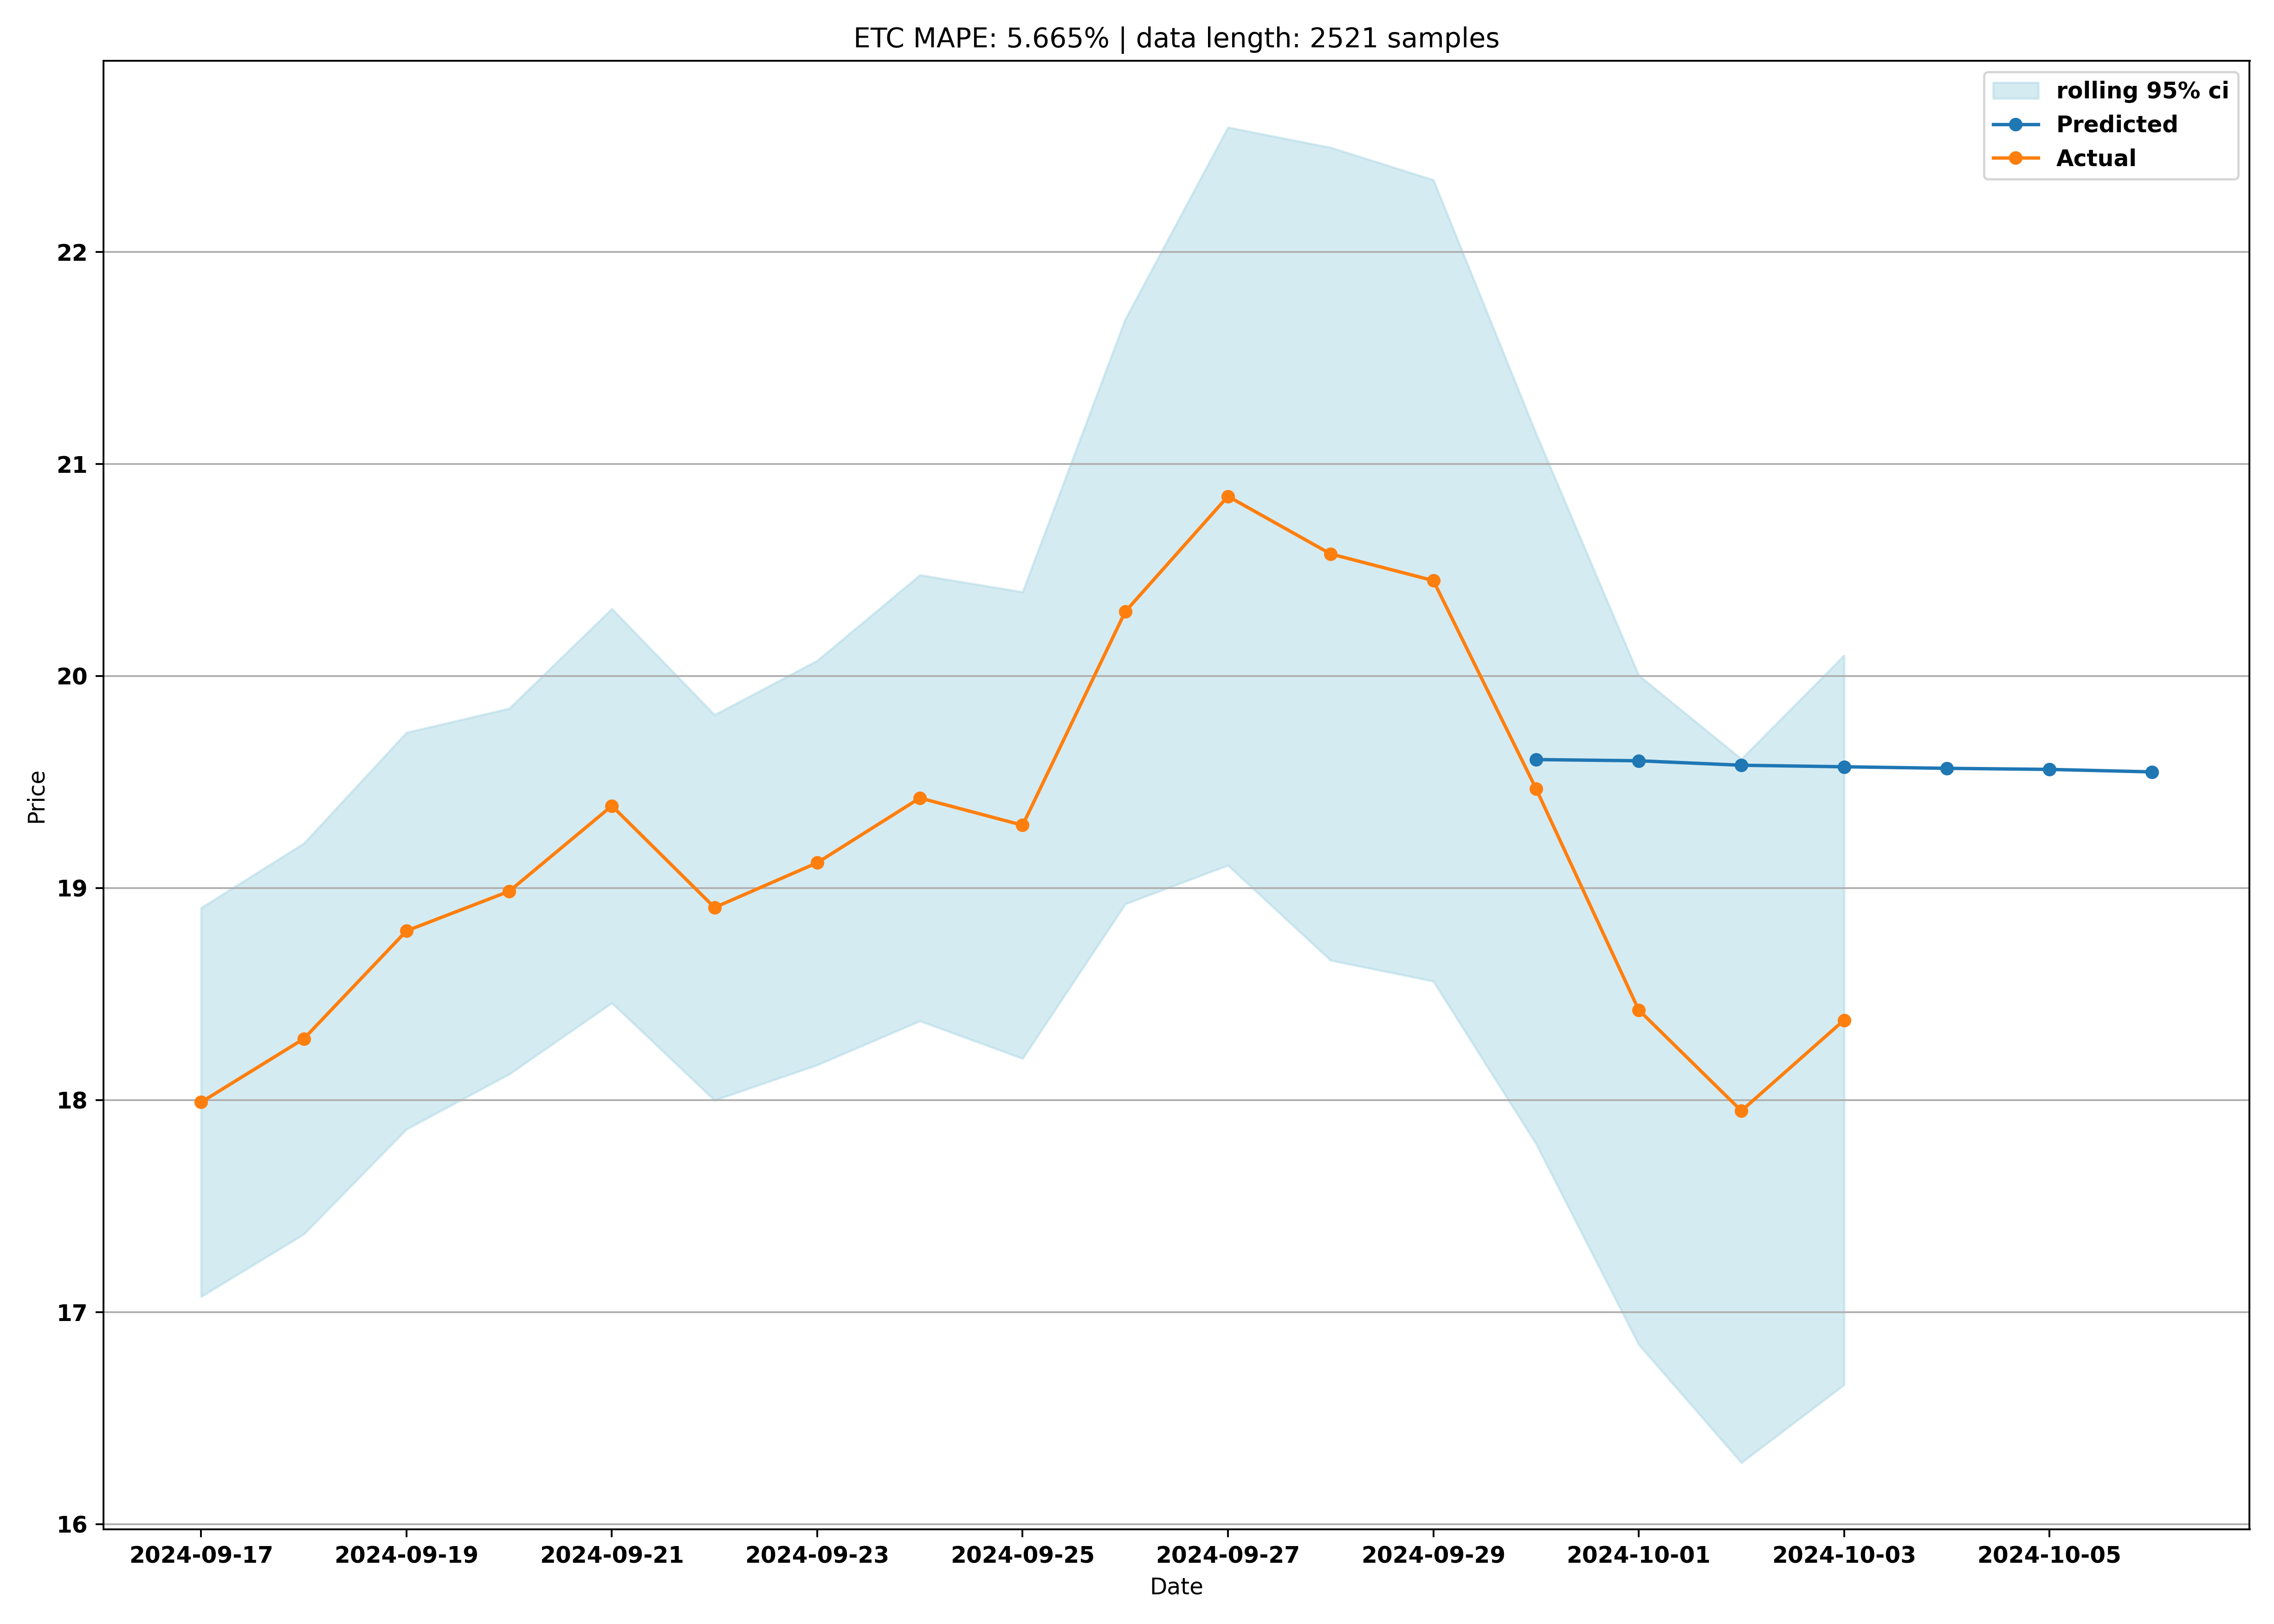 ETC MAPE: 5.665% | data length: 2521 samples
rolling 95% ci
Predicted
Actual
22
21
20
19
18
17
16
Price
2024-09-17 2024-09-19 2024-09-21 2024-09-23 2024-09-25 2024-09-27 2024-09-29 2024-10-01 2024-10-03 2024-10-05
Date